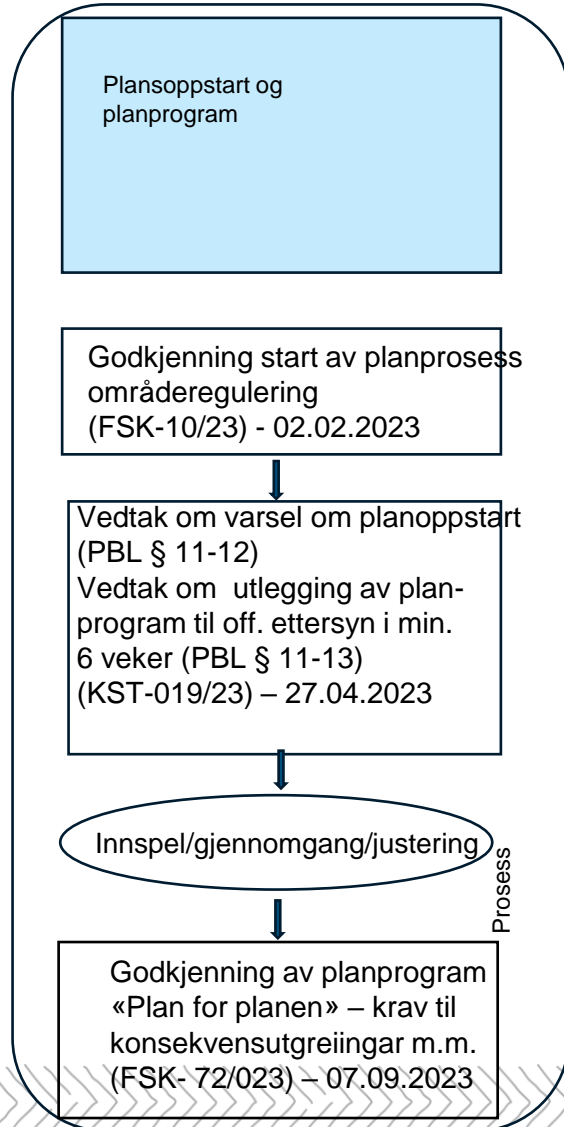 Plansoppstart og
planprogram
Godkjenning start av planprosess
områderegulering
(FSK-10/23) - 02.02.2023
Vedtak om varsel om planoppstart
(PBL § 11-12)
Vedtak om  utlegging av plan-
program til off. ettersyn i min.
6 veker (PBL § 11-13)
(KST-019/23) – 27.04.2023
Innspel/gjennomgang/justering
Prosess
Godkjenning av planprogram
«Plan for planen» – krav til
konsekvensutgreiingar m.m.
(FSK- 72/023) – 07.09.2023